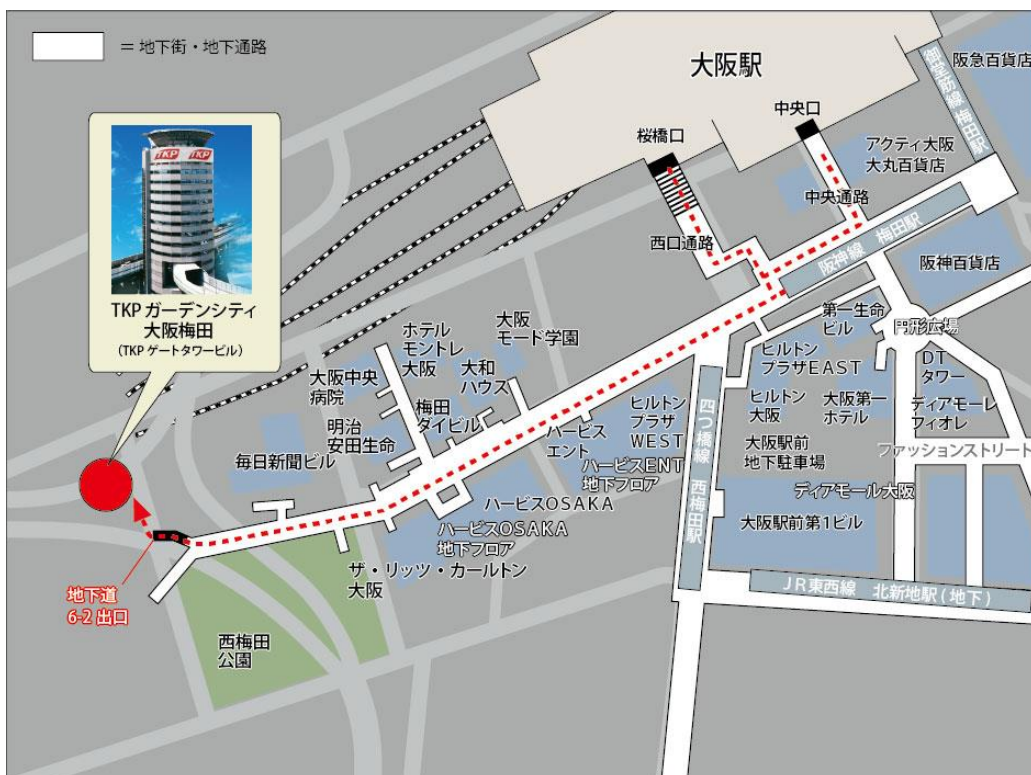 = 地下街・地下通路
大阪駅
御堂筋線 梅田駅
阪急百貨店
中央口
桜橋口
アクティ大阪
大丸百貨店
中央通路
西口通路
阪神線 梅田駅
阪神百貨店
TKP
TKP
TKP ガーデンシティ
大阪梅田
(TKP ゲートタワービル)
第一生命
ビル
円形広場
大阪
モード学園
ホテル
モントレ
大阪
大和
ハウス
大阪中央
病院
梅田
ダイビル
明治
安田生命
毎日新聞ビル
ヒルトン
プラザEAST
DT
タワー
ヒルトン
大阪
大阪第一
ホテル
ディアモーレ
フィオレ
ヒルトン
プラザ
WEST
四つ橋線 西梅田駅
大阪駅前
地下駐車場
ファッションストリート
ハービス
エント
ハービスENT
地下フロア
ディアモール大阪
ハービスOSAKA
ハービスOSAKA
地下フロア
大阪駅前第1ビル
ザ・リッツ・カールトン
大阪
JR東西線 北新地駅(地下)
地下道
6-2 出口
西梅田
公園